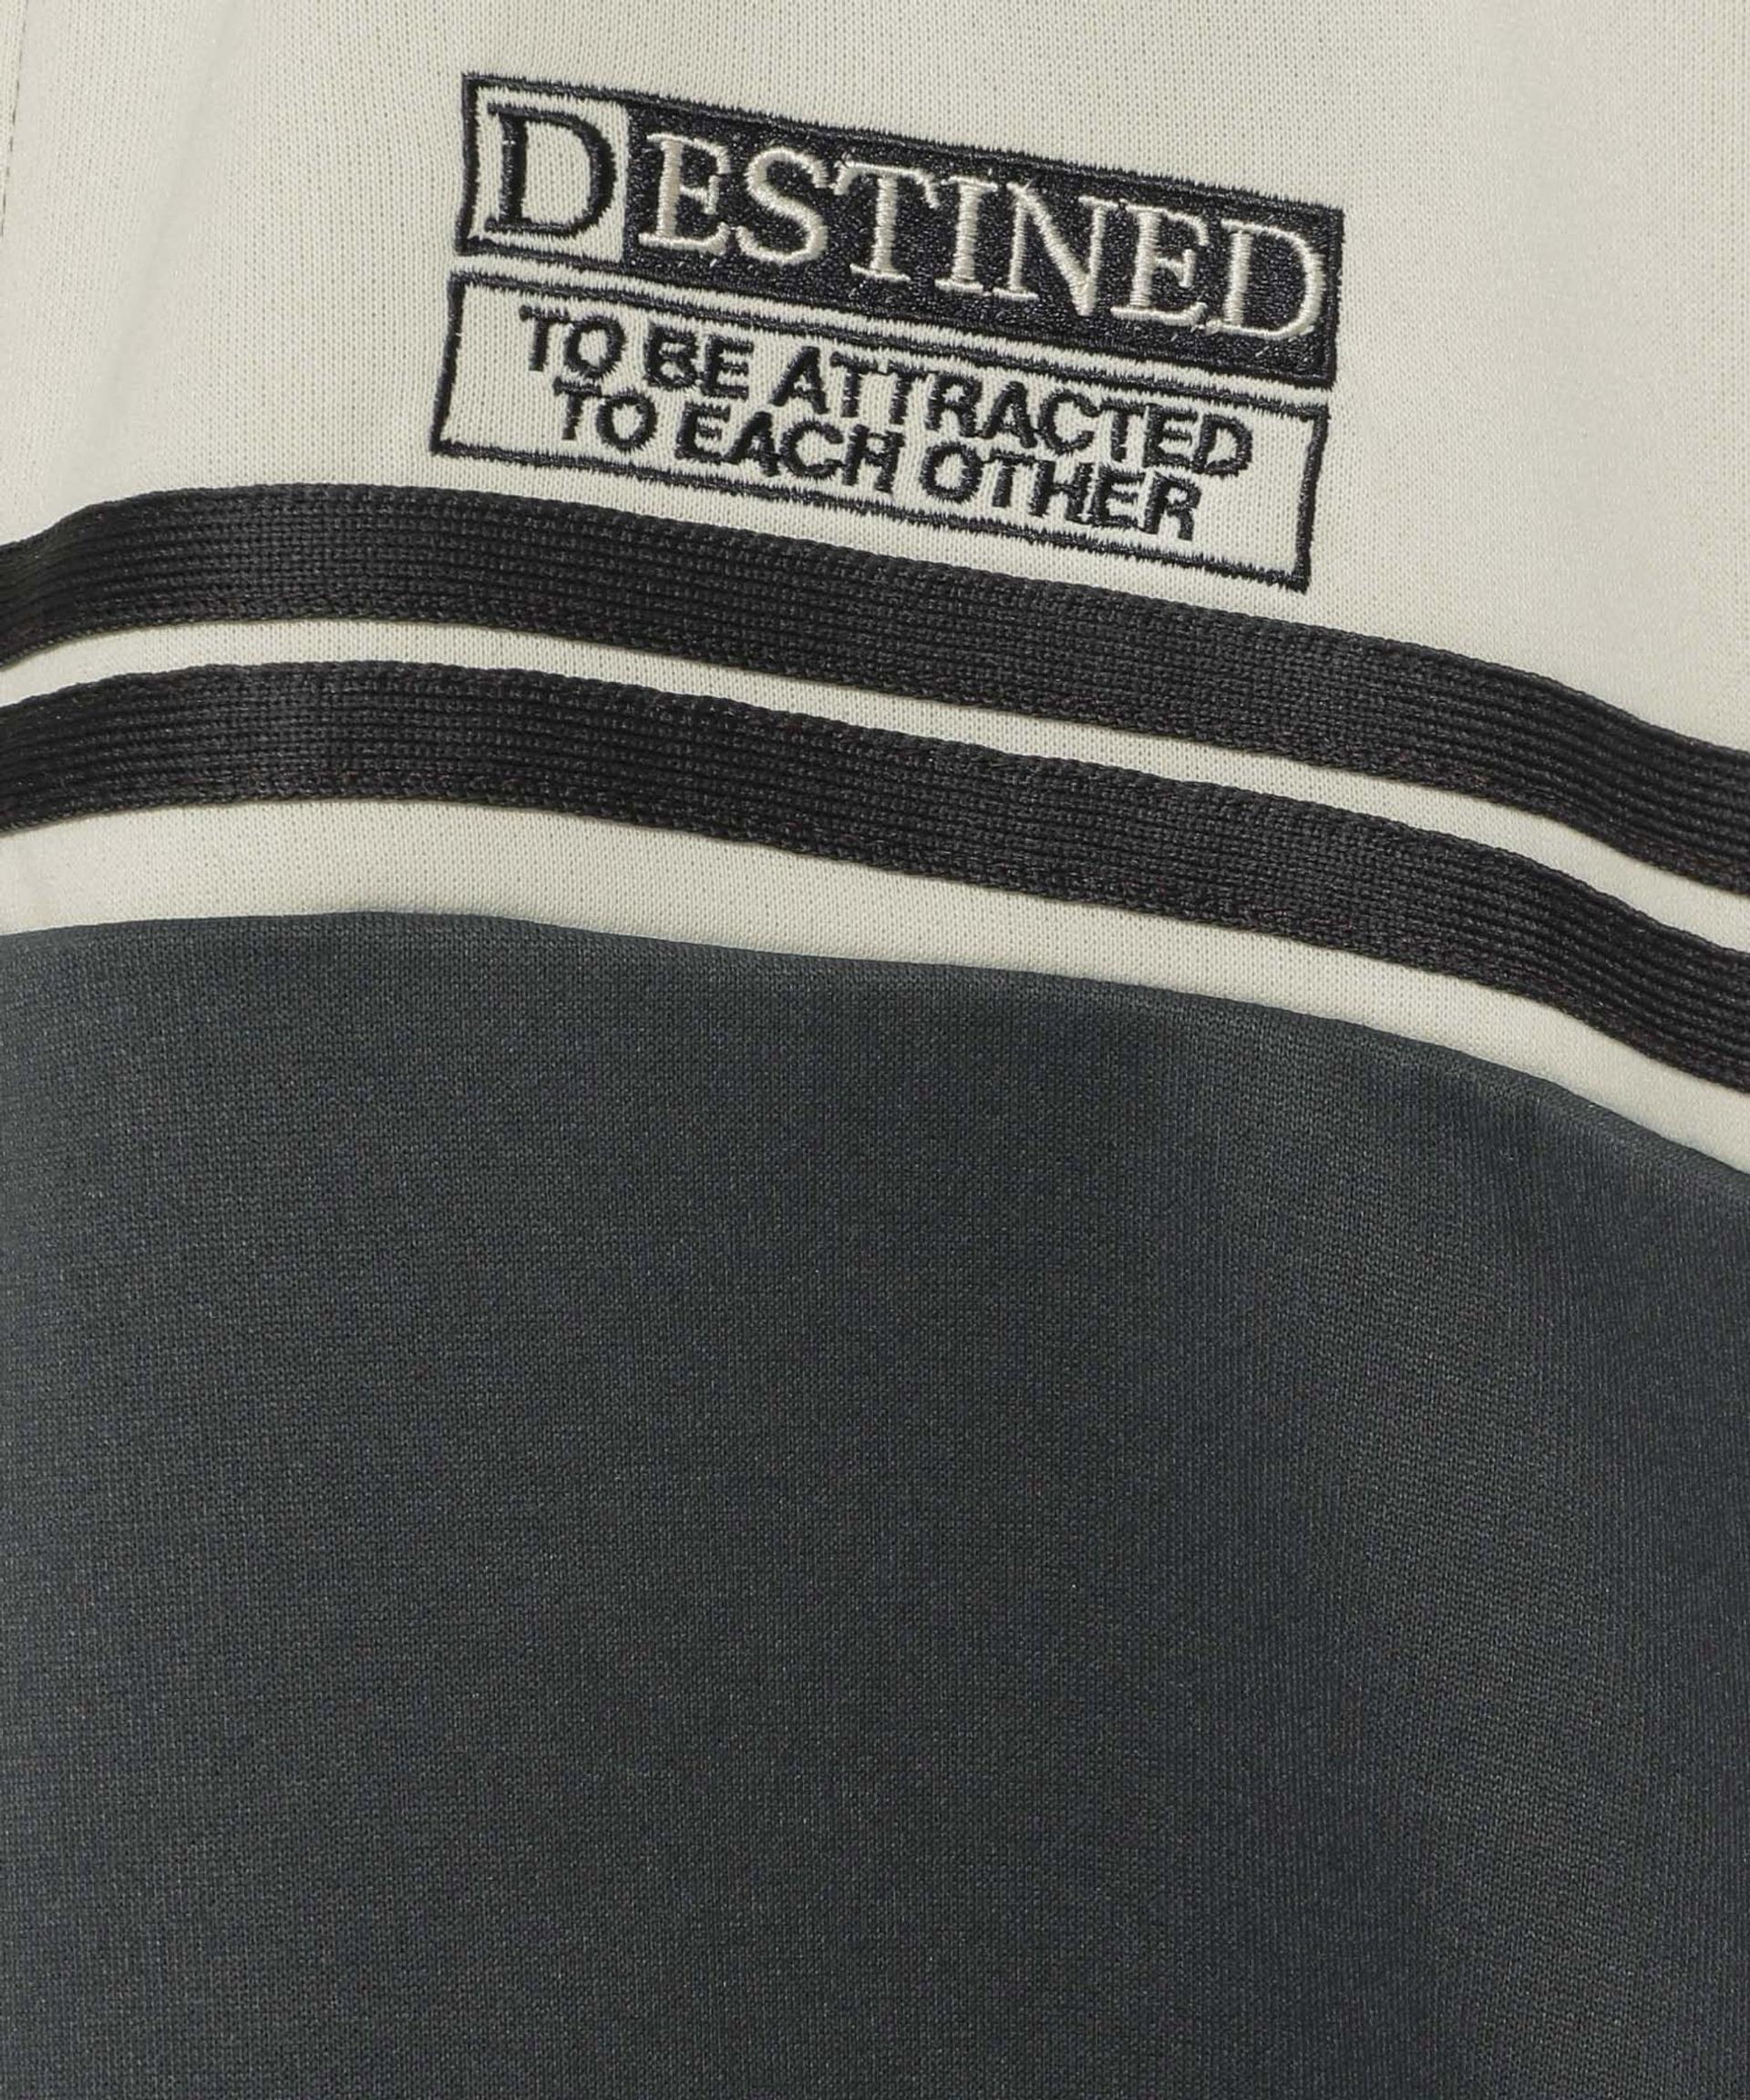 DESTINED
TO BE ATTRACTED
TO EACH OTHER